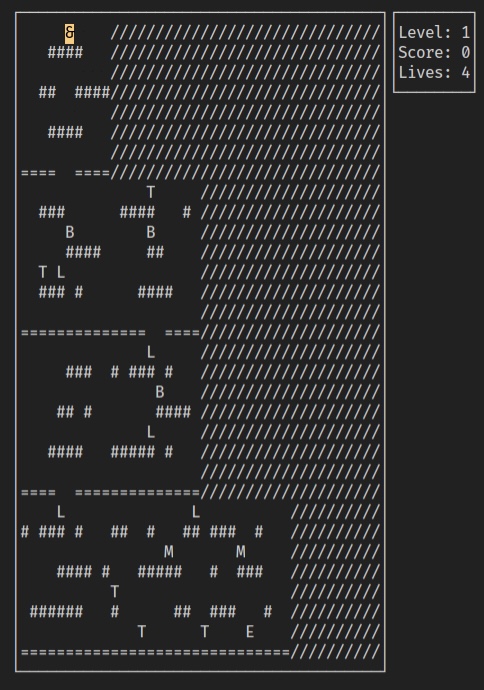 &    ////////////////////////////// Level: 1
   ####   ////////////////////////////// Score: 0
          ////////////////////////////// Lives: 4
  ##  ####//////////////////////////////
          //////////////////////////////
   ####   //////////////////////////////
          //////////////////////////////
====  ====//////////////////////////////
              T     ////////////////////
  ###      ####   # ////////////////////
     B        B     ////////////////////
     ####     ##    ////////////////////
  T L               ////////////////////
  ### #      ####   ////////////////////
                    ////////////////////
==============  ====////////////////////
              L     ////////////////////
     ###  # ### #   ////////////////////
               B    ////////////////////
    ## #       #### ////////////////////
              L     ////////////////////
   ####   ##### #   ////////////////////
                    ////////////////////
====  ==============////////////////////
    L              L          //////////
# ### #   ##  #   ## ###  #   //////////
                M       M     //////////
    #### #   #####   #  ###   //////////
          T                   //////////
 ######   #      ##  ###   #  //////////
             T      T    E    //////////
==============================//////////